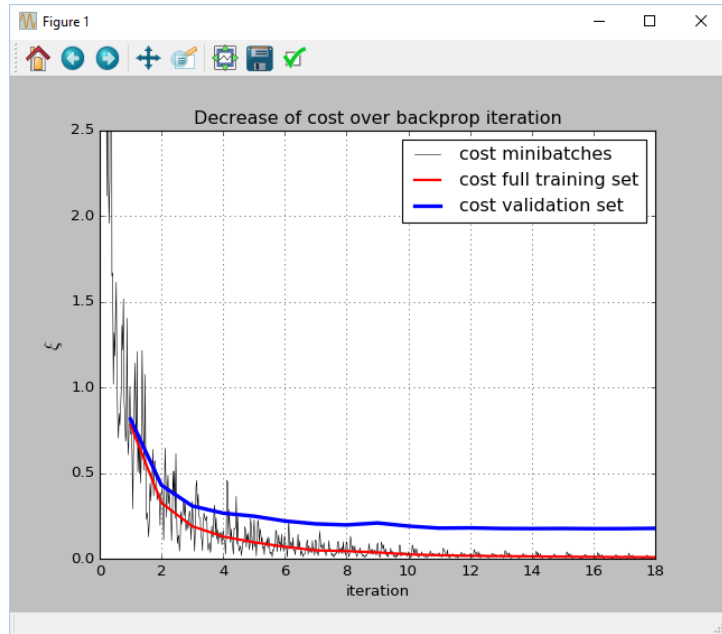 Figure 1
Decrease of cost over backprop iteration
2.5
2.0
1.5
1.0
0.5
0.0
ξ
cost minibatches
cost full training set
cost validation set
0 2 4 6 8 10 12 14 16 18
iteration